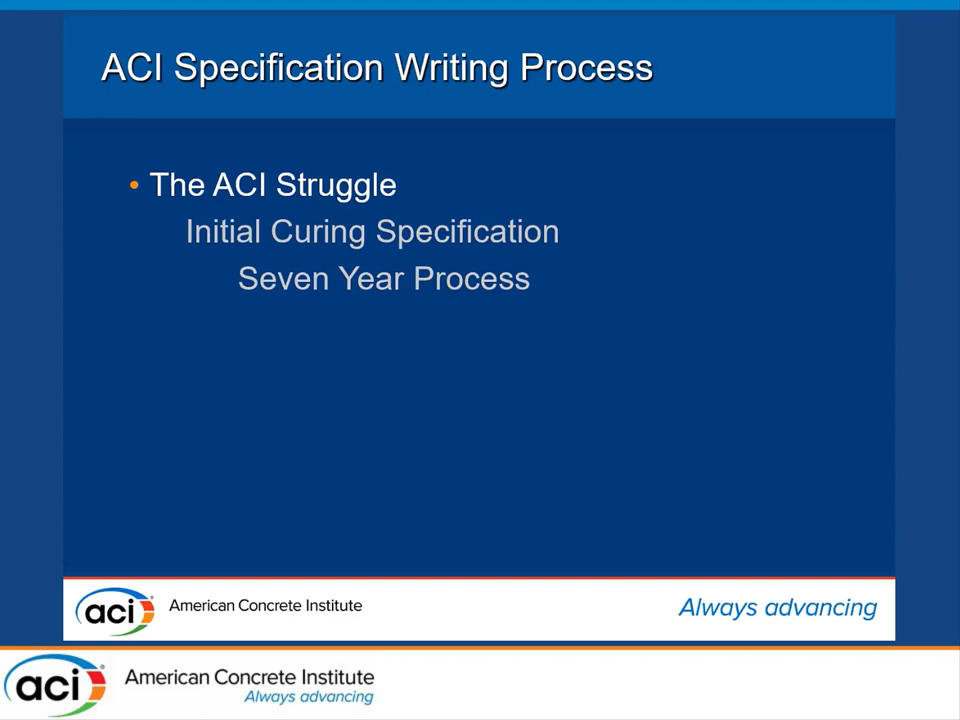 ACI Specification Writing Process
• The ACI Struggle
Initial Curing Specification
Seven Year Process
aci American Concrete Institute
Always advancing
aci American Concrete Institute
Always advancing